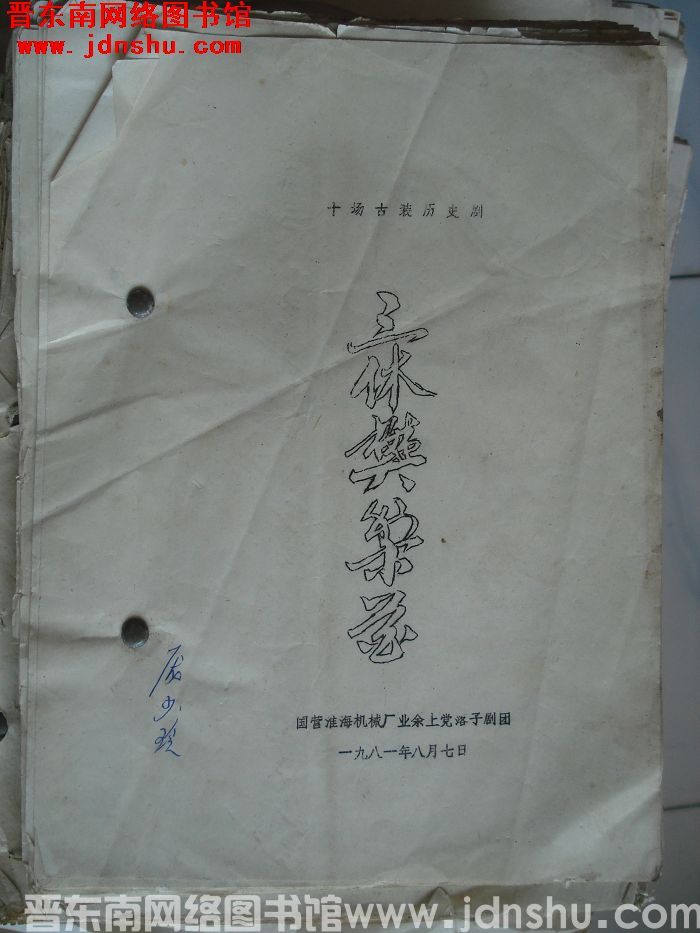 晋东南网络图书馆
www.jdnshu.com
十场古装历史剧
三休樊梨花
国营淮海机械厂业余上党落子剧团
一九八一年八月七日
晋东南网络图书馆www.jdnshu.com